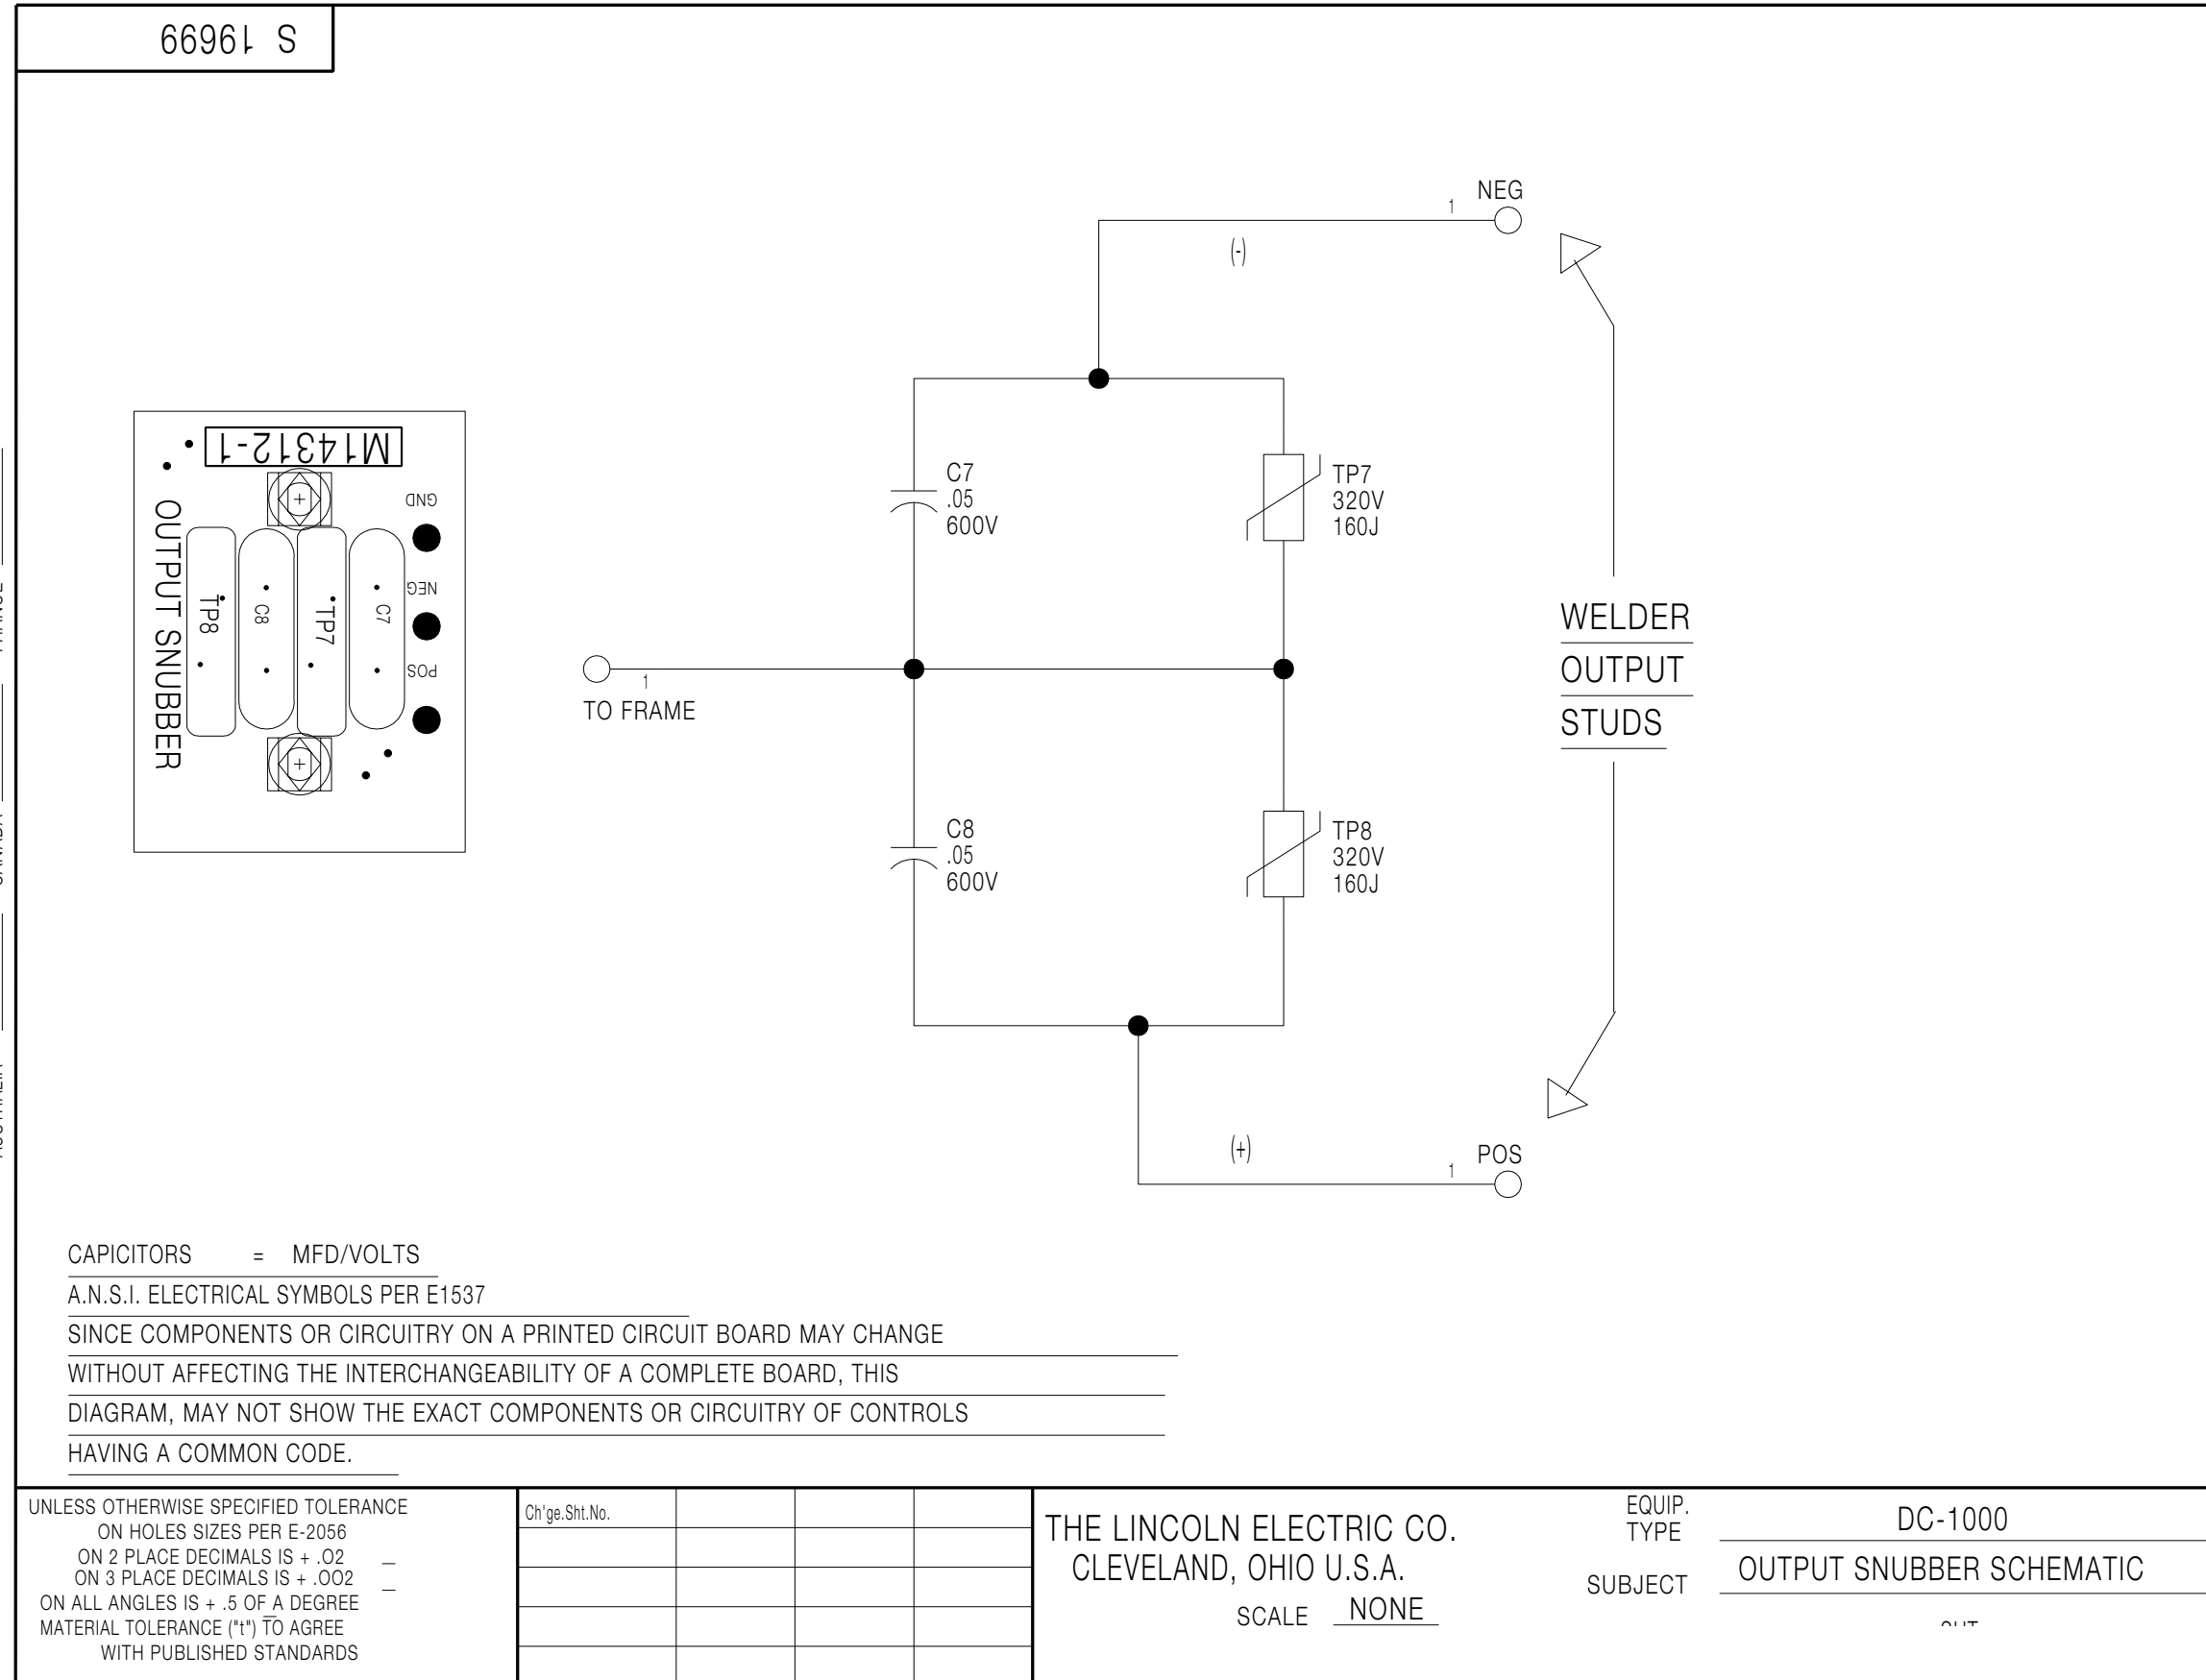 S 19699
NEG
1
(-)
M14312-1
OUTPUT SNUBBER
GND
NEG
POS
TP8
C8
TP7
C7
C7
.05
600V
TP7
320V
160J
1
TO FRAME
WELDER
OUTPUT
STUDS
C8
.05
600V
TP8
320V
160J
(+)
1
POS
CAPICITORS = MFD/VOLTS
A.N.S.I. ELECTRICAL SYMBOLS PER E1537
SINCE COMPONENTS OR CIRCUITRY ON A PRINTED CIRCUIT BOARD MAY CHANGE
WITHOUT AFFECTING THE INTERCHANGEABILITY OF A COMPLETE BOARD, THIS
DIAGRAM, MAY NOT SHOW THE EXACT COMPONENTS OR CIRCUITRY OF CONTROLS
HAVING A COMMON CODE.
UNLESS OTHERWISE SPECIFIED TOLERANCE
ON HOLES SIZES PER E-2056
ON 2 PLACE DECIMALS IS + .O2
ON 3 PLACE DECIMALS IS + .OO2
ON ALL ANGLES IS + .5 OF A DEGREE
MATERIAL TOLERANCE ("t") TO AGREE
WITH PUBLISHED STANDARDS
Ch'ge.Sht.No.
THE LINCOLN ELECTRIC CO.
CLEVELAND, OHIO U.S.A.
SCALE NONE
EQUIP.
TYPE DC-1000
SUBJECT OUTPUT SNUBBER SCHEMATIC